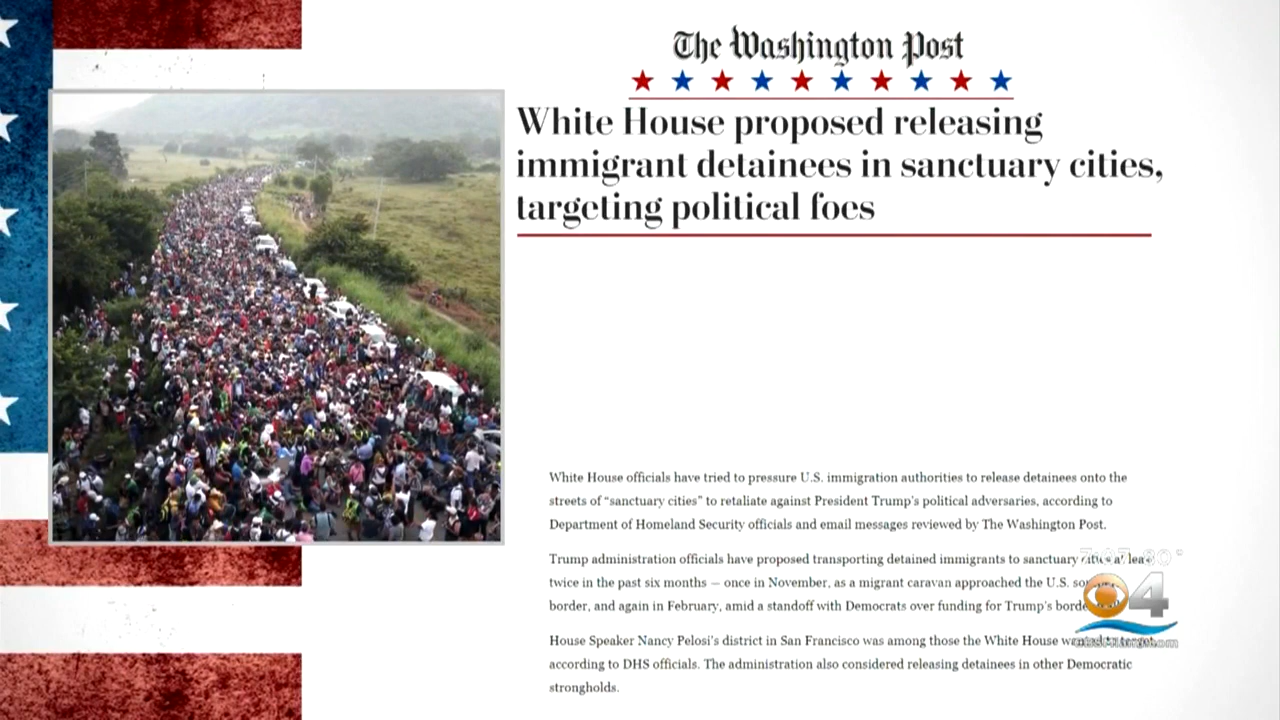 The Washington Post
White House proposed releasing
immigrant detainees in sanctuary cities,
targeting political foes
White House officials have tried to pressure U.S. immigration authorities to release detainees onto the
streets of “sanctuary cities” to retaliate against President Trump’s political adversaries, according to
Department of Homeland Security officials and email messages reviewed by The Washington Post.
Trump administration officials have proposed transporting detained immigrants to sanctuary cities at
twice in the past six months — once in November, as a migrant caravan approached the U.S.
border, and again in February, amid a standoff with Democrats over funding for Trump’s
House Speaker Nancy Pelosi’s district in San Francisco was among those the White House
according to DHS officials. The administration also considered releasing detainees in other Democratic
strongholds.
4